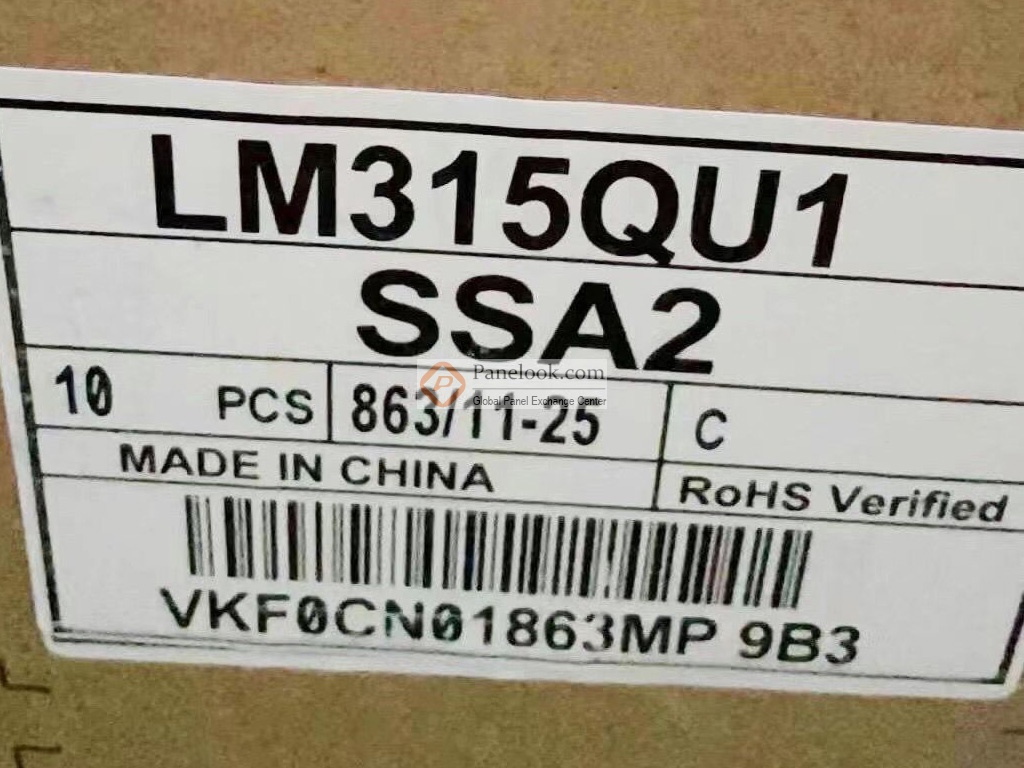 LM315QU1
SSA2
10 PCS 863/11-25 C
Panelook.com
Global Panel Exchange Center
MADE IN CHINA
RoHS Verified
VKF0CN01863MP 9B3